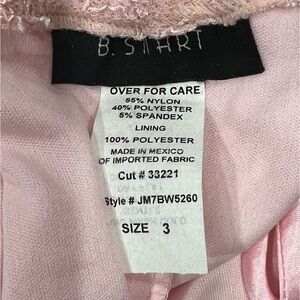 B. SMART
OVER FOR CARE
55% NYLON
40% POLYESTER
5% SPANDEX
LINING
100% POLYESTER
MADE IN MEXICO
OF IMPORTED FABRIC
Cut # 33221
Style # JM7BW5260
SIZE 3